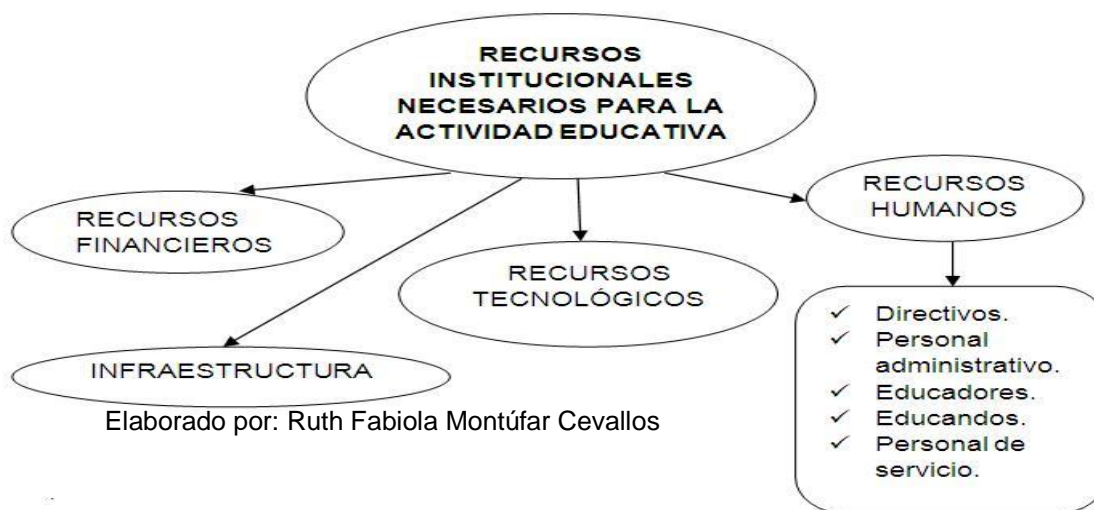 RECURSOS
INSTITUCIONALES
NECESARIOS PARA LA
ACTIVIDAD EDUCATIVA
RECURSOS
FINANCIEROS
RECURSOS
HUMANOS
RECURSOS
TECNOLÓGICOS
INFRAESTRUCTURA
✓ Directivos.
✓ Personal
administrativo.
✓ Educadores.
✓ Educandos.
✓ Personal de
servicio.
Elaborado por: Ruth Fabiola Montúfar Cevallos